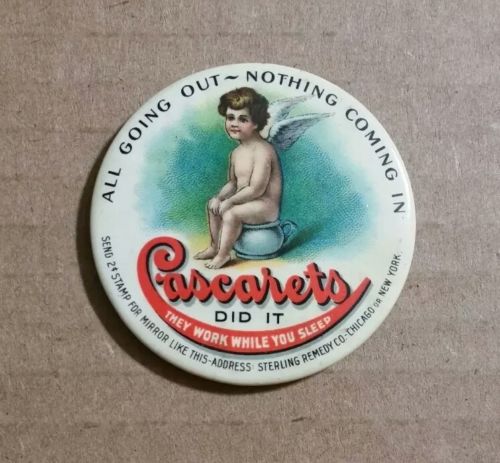 ALL GOING OUT~NOTHING COMING IN
Cascarets
DID IT
THEY WORK WHILE YOU SLEEP
SEND 2¢ STAMP FOR MIRROR LIKE THIS-ADDRESS: STERLING REMEDY CO.-CHICAGO OR NEW YORK.